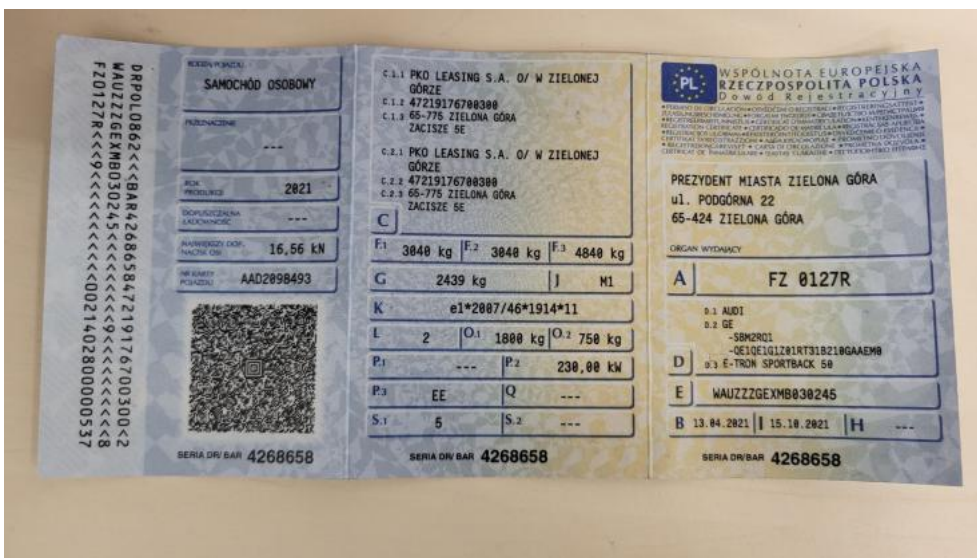 DRPOL0862<<BAR42686584721917670 0300<2
WAUZZZGEXMB030245<<<<<<9<<<<<<<<8
FZ0127R<<9<<<<<<<<<<<002140280000537
RODZAJ POJAZDU
SAMOCHÓD OSOBOWY
PRZEZNACZENIE
---
ROK PRODUKCJI 2021
DOPUSZCZALNA ŁADOWNOŚĆ ---
NAJWIĘKSZY DOP. NACISK OSI 16,56 kN
NR KARTY POJAZDU AAD2098493
SERIA DR/BAR 4268658
C.1.1 PKO LEASING S.A. O/ W ZIELONEJ
GÓRZE
C.1.2 47219176700300
C.1.3 65-775 ZIELONA GÓRA
ZACISZE 5E
C.2.1 PKO LEASING S.A. O/ W ZIELONEJ
GÓRZE
C.2.2 47219176700300
C.2.3 65-775 ZIELONA GÓRA
ZACISZE 5E
C
F.1 3040 kg F.2 3040 kg F.3 4840 kg
G 2439 kg J M1
K e1*2007/46*1914*11
L 2 O.1 1800 kg O.2 750 kg
P.1 --- P.2 230,00 kW
P.3 EE Q ---
S.1 5 S.2 ---
SERIA DR/BAR 4268658
PL
WSPÓLNOTA EUROPEJSKA
RZECZPOSPOLITA POLSKA
Dowód Rejestracyjny
PREZYDENT MIASTA ZIELONA GÓRA
ul. PODGÓRNA 22
65-424 ZIELONA GÓRA
ORGAN WYDAJĄCY
A FZ 0127R
D.1 AUDI
D.2 GE
-SBM2RQ1
-QE1QE1G1Z01RT31B210GAAEM0
D D.3 E-TRON SPORTBACK 50
E WAUZZZGEXMB030245
B 13.04.2021 I 15.10.2021 H ---
SERIA DR/BAR 4268658